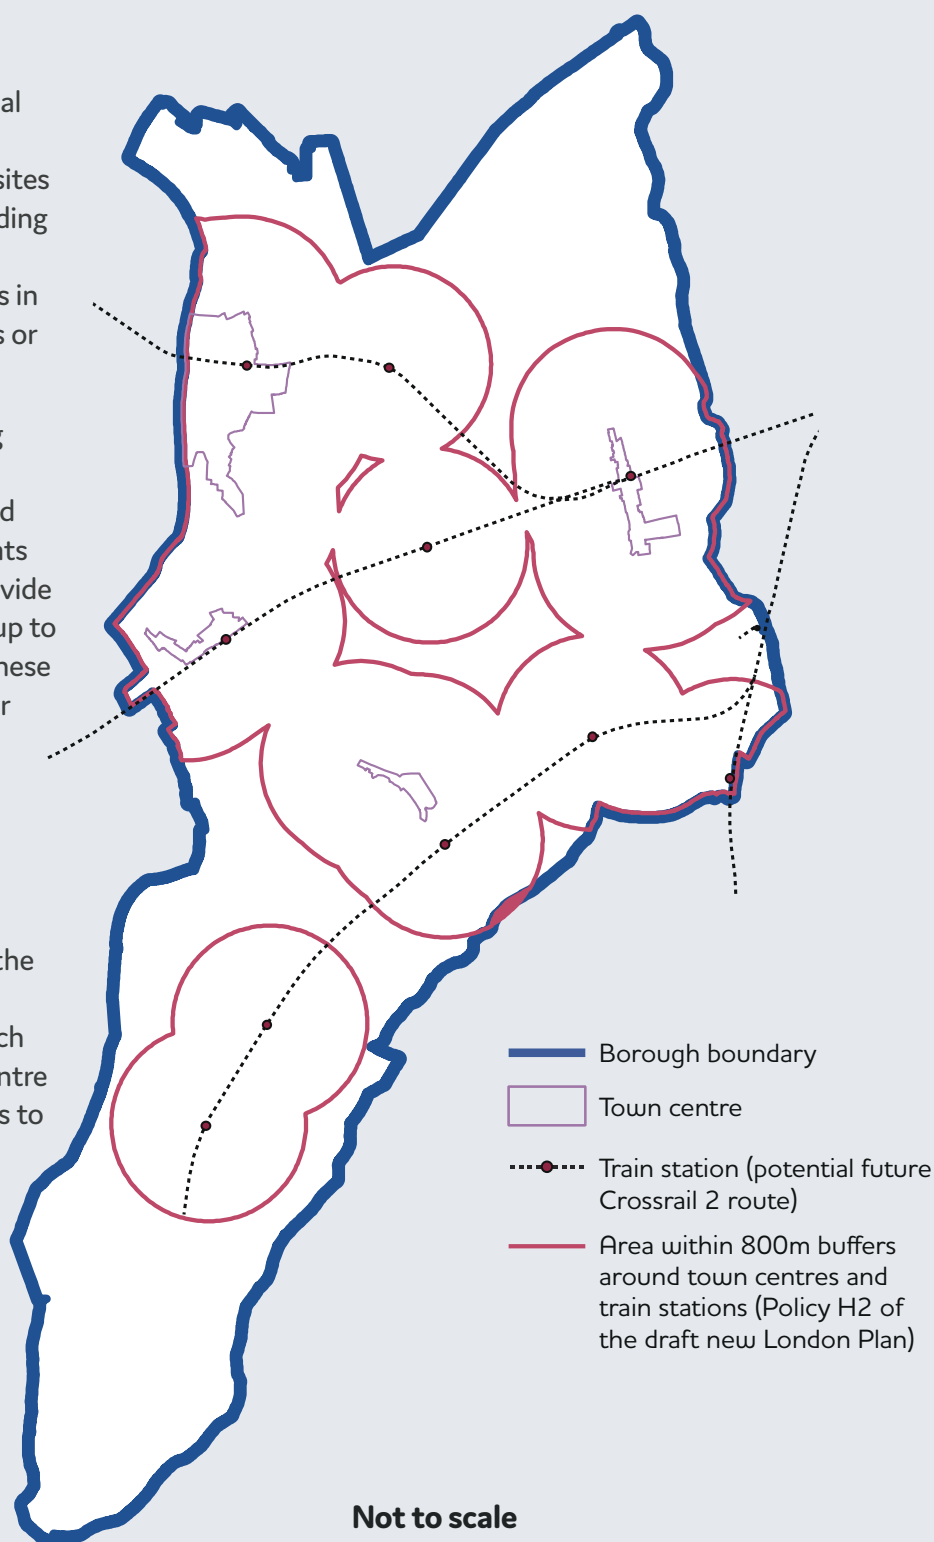 al
sites
ding
s in
s or
g
d
nts
vide
up to
hese
r
the
ch
ntre
s to
Borough boundary
Town centre
Train station (potential future
Crossrail 2 route)
Area within 800m buffers
around town centres and
train stations (Policy H2 of
the draft new London Plan)
Not to scale